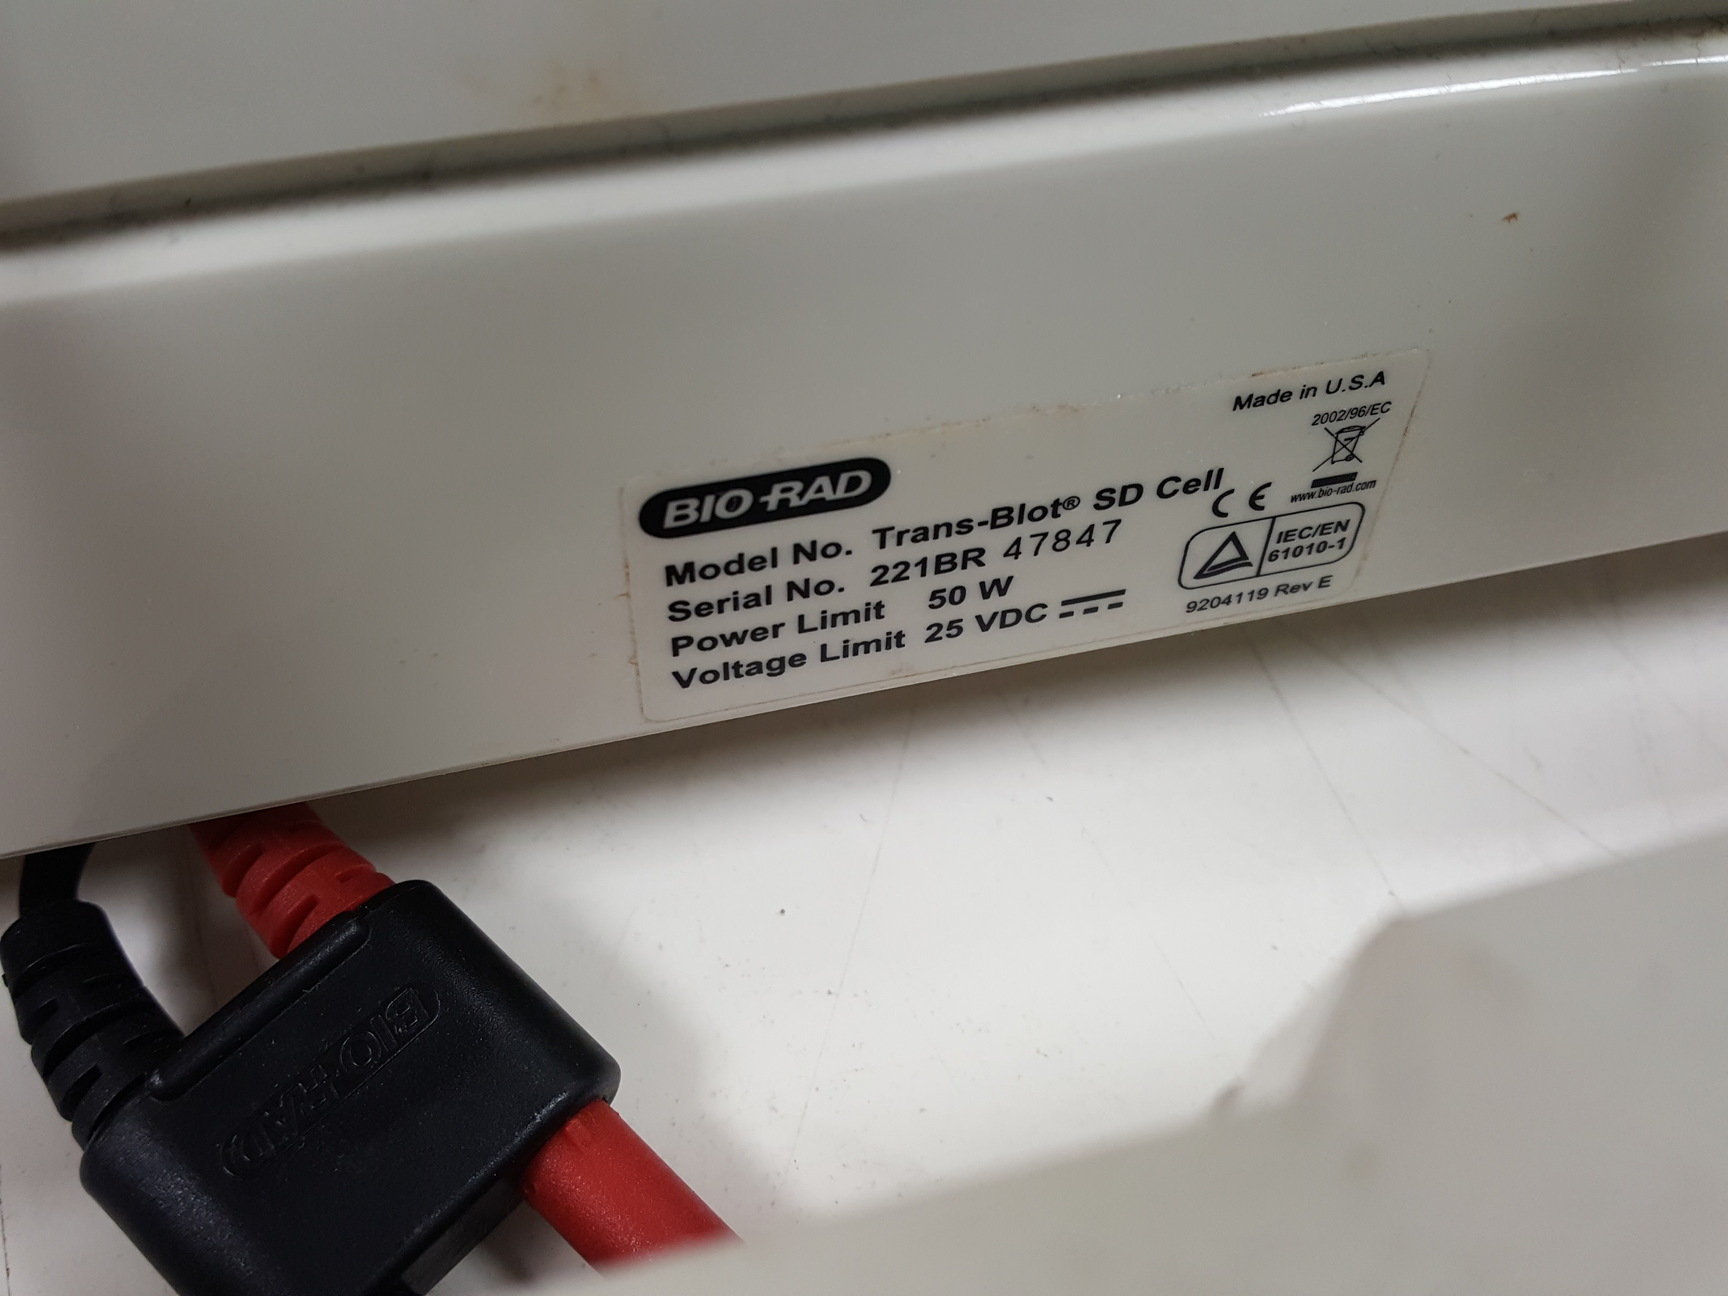 Made in U.S.A
2002/96/EC
BIO-RAD
Model No. Trans-Blot® SD Cell
Serial No. 221BR 47847
Power Limit 50 W
Voltage Limit 25 VDC
CE
www.bio-rad.com
IEC/EN
61010-1
9204119 Rev E
BIO-RAD